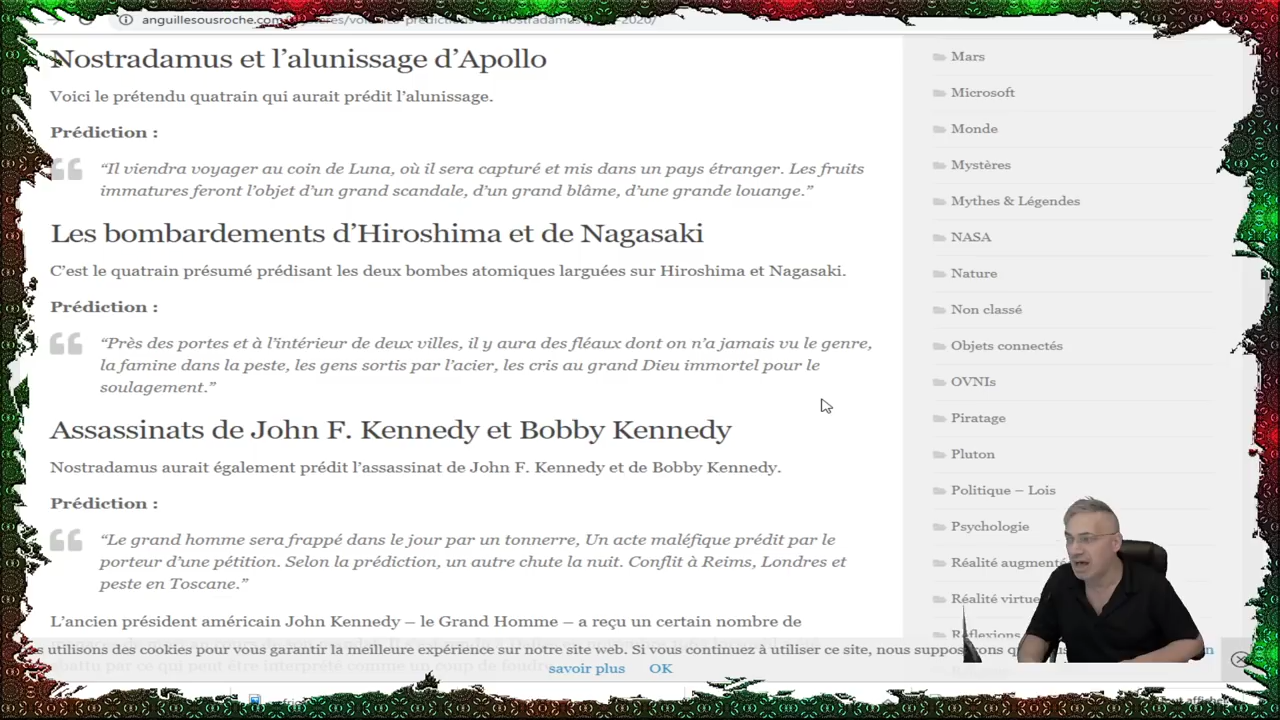 anguillesousroche.com
Nostradamus et l’alunissage d’Apollo
Voici le prétendu quatrain qui aurait prédit l’alunissage.
Prédiction :
“Il viendra voyager au coin de Luna, où il sera capturé et mis dans un pays étranger. Les fruits
immatures feront l’objet d’un grand scandale, d’un grand blâme, d’une grande louange.”
Les bombardements d’Hiroshima et de Nagasaki
C’est le quatrain présumé prédisant les deux bombes atomiques larguées sur Hiroshima et Nagasaki.
Prédiction :
“Près des portes et à l’intérieur de deux villes, il y aura des fléaux dont on n’a jamais vu le genre,
la famine dans la peste, les gens sortis par l’acier, les cris au grand Dieu immortel pour le
soulagement.”
Assassinats de John F. Kennedy et Bobby Kennedy
Nostradamus aurait également prédit l’assassinat de John F. Kennedy et de Bobby Kennedy.
Prédiction :
“Le grand homme sera frappé dans le jour par un tonnerre, Un acte maléfique prédit par le
porteur d’une pétition. Selon la prédiction, un autre chute la nuit. Conflit à Reims, Londres et
peste en Toscane.”
L’ancien président américain John Kennedy – le Grand Homme – a reçu un certain nombre de
utilisons des cookies pour vous garantir la meilleure expérience sur notre site web. Si vous continuez à utiliser ce site, nous
savoir plus OK
Mars
Microsoft
Monde
Mystères
Mythes & Légendes
NASA
Nature
Non classé
Objets connectés
OVNIs
Piratage
Pluton
Politique – Lois
Psychologie
Réalité
Réalité
Réflexions